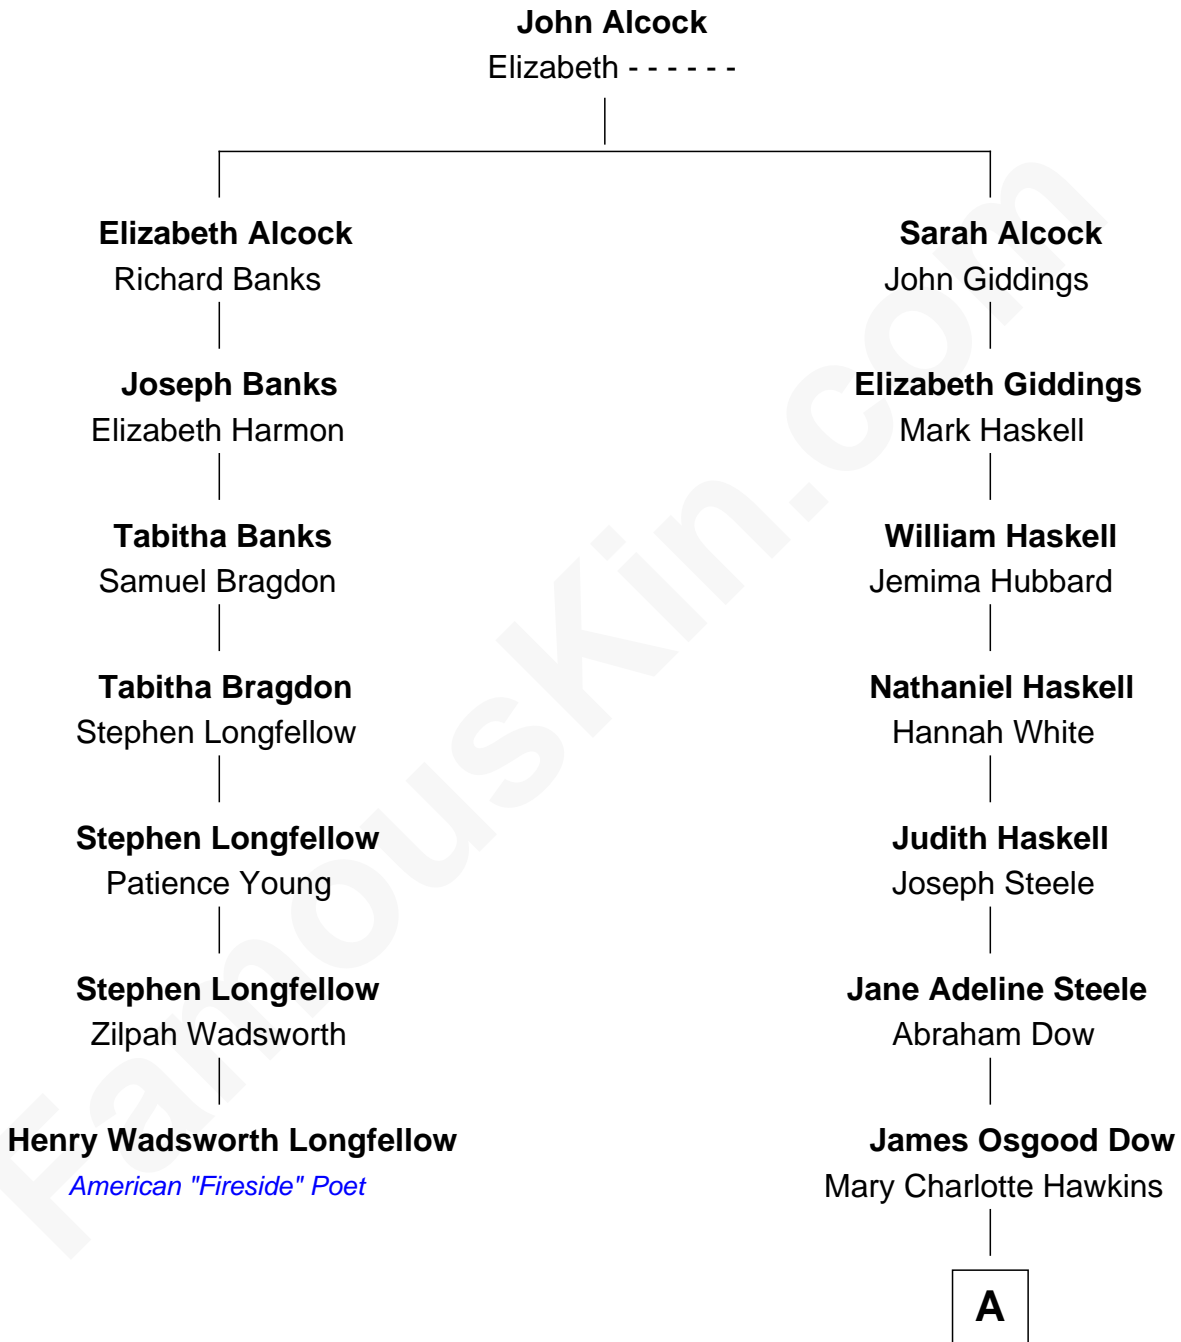 John Alcock
Elizabeth - - - - - -
Elizabeth Alcock
Richard Banks
Sarah Alcock
John Giddings
Joseph Banks
Elizabeth Harmon
Elizabeth Giddings
Mark Haskell
Tabitha Banks
Samuel Bragdon
William Haskell
Jemima Hubbard
Tabitha Bragdon
Stephen Longfellow
Nathaniel Haskell
Hannah White
Stephen Longfellow
Patience Young
Judith Haskell
Joseph Steele
Stephen Longfellow
Zilpah Wadsworth
Jane Adeline Steele
Abraham Dow
Henry Wadsworth Longfellow
American "Fireside" Poet
James Osgood Dow
Mary Charlotte Hawkins
A
FamousKin.com